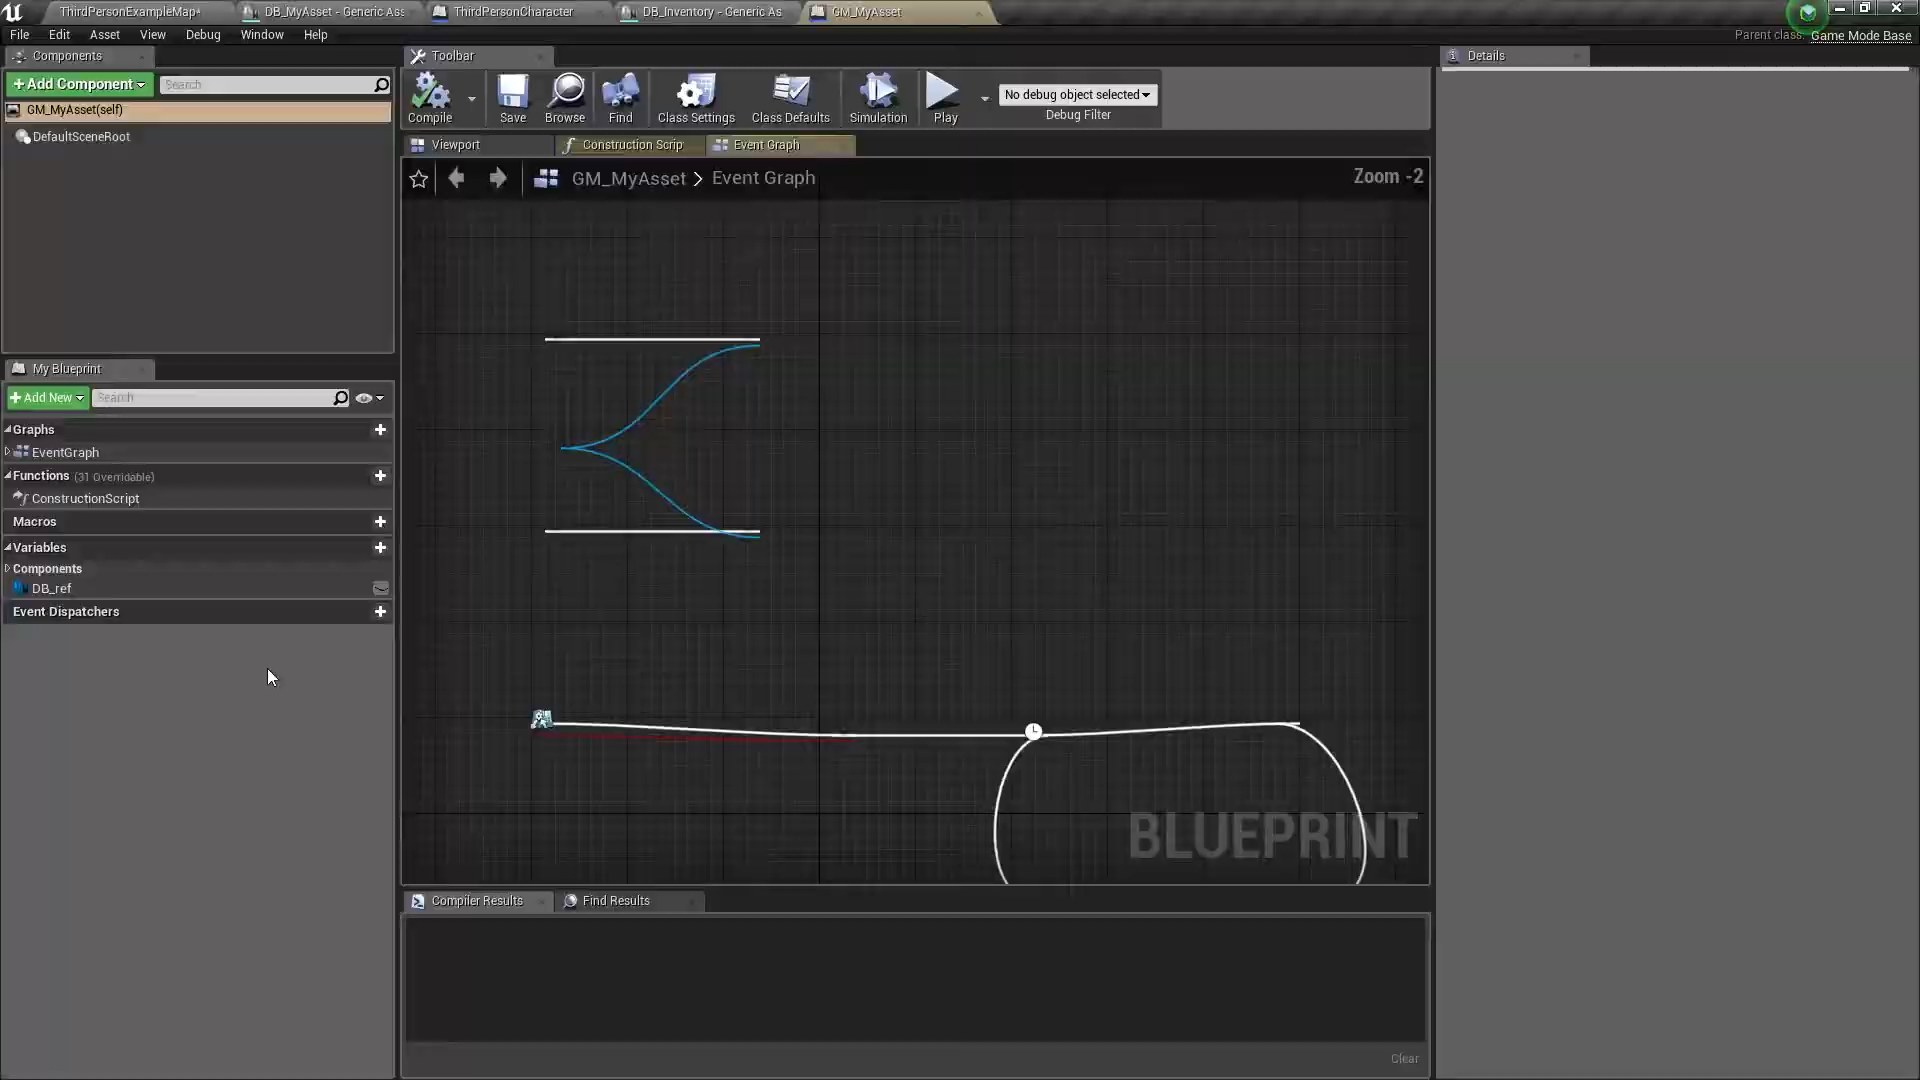 ThirdPersonExampleMap*
DB_MyAsset - Generic Ass
ThirdPersonCharacter
DB_Inventory - Generic As
GM_MyAsset
File Edit Asset View Debug Window Help
Parent class: Game Mode Base
Components
Toolbar
Details
+Add Component
Search
GM_MyAsset(self)
DefaultSceneRoot
Compile
Save
Browse
Find
Class Settings
Class Defaults
Simulation
Play
No debug object selected
Debug Filter
Viewport
Construction Scrip
Event Graph
GM_MyAsset > Event Graph
Zoom -2
My Blueprint
+Add New
Search
Graphs
EventGraph
Functions (31 Overridable)
ConstructionScript
Macros
Variables
Components
DB_ref
Event Dispatchers
BLUEPRINT
Compiler Results
Find Results
Clear